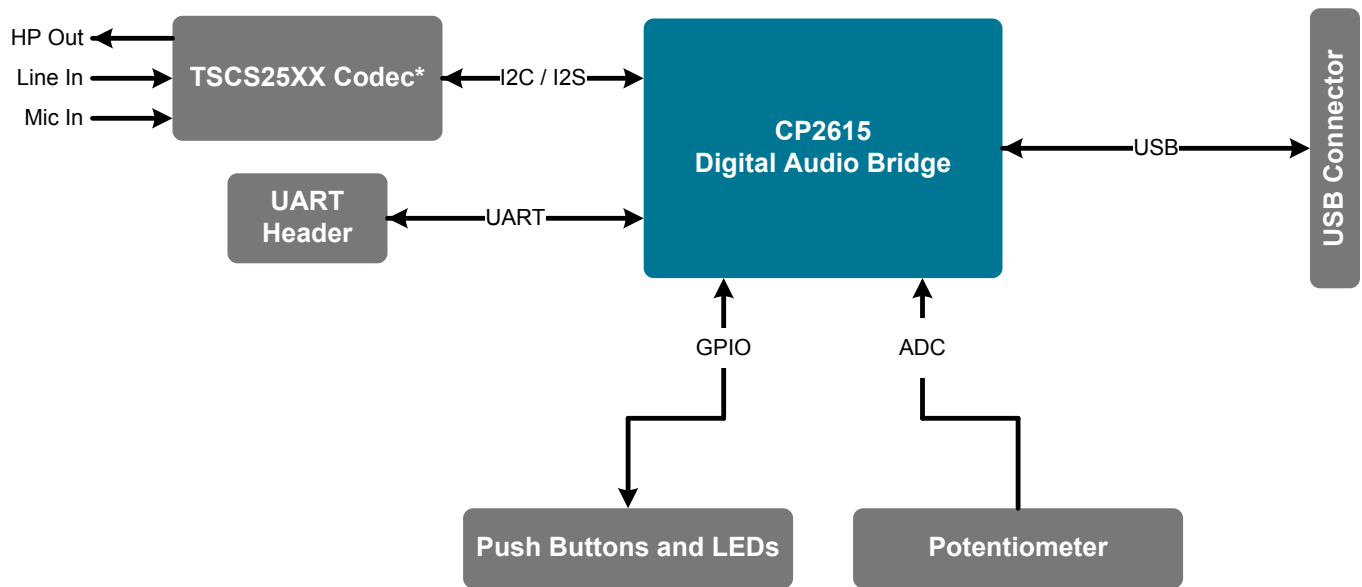 HP Out
Line In
Mic In
TSCS25XX Codec*
I2C / I2S
CP2615
Digital Audio Bridge
USB
USB Connector
UART
Header
UART
GPIO
ADC
Push Buttons and LEDs
Potentiometer